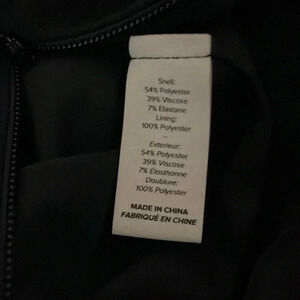 Shell:
54% Polyester
39% Viscose
7% Elastane
Lining:
100% Polyester
–
Exterieur:
54% Polyester
39% Viscose
7% Elasthanne
Doublure:
100% Polyester
MADE IN CHINA
FABRIQUÉ EN CHINE